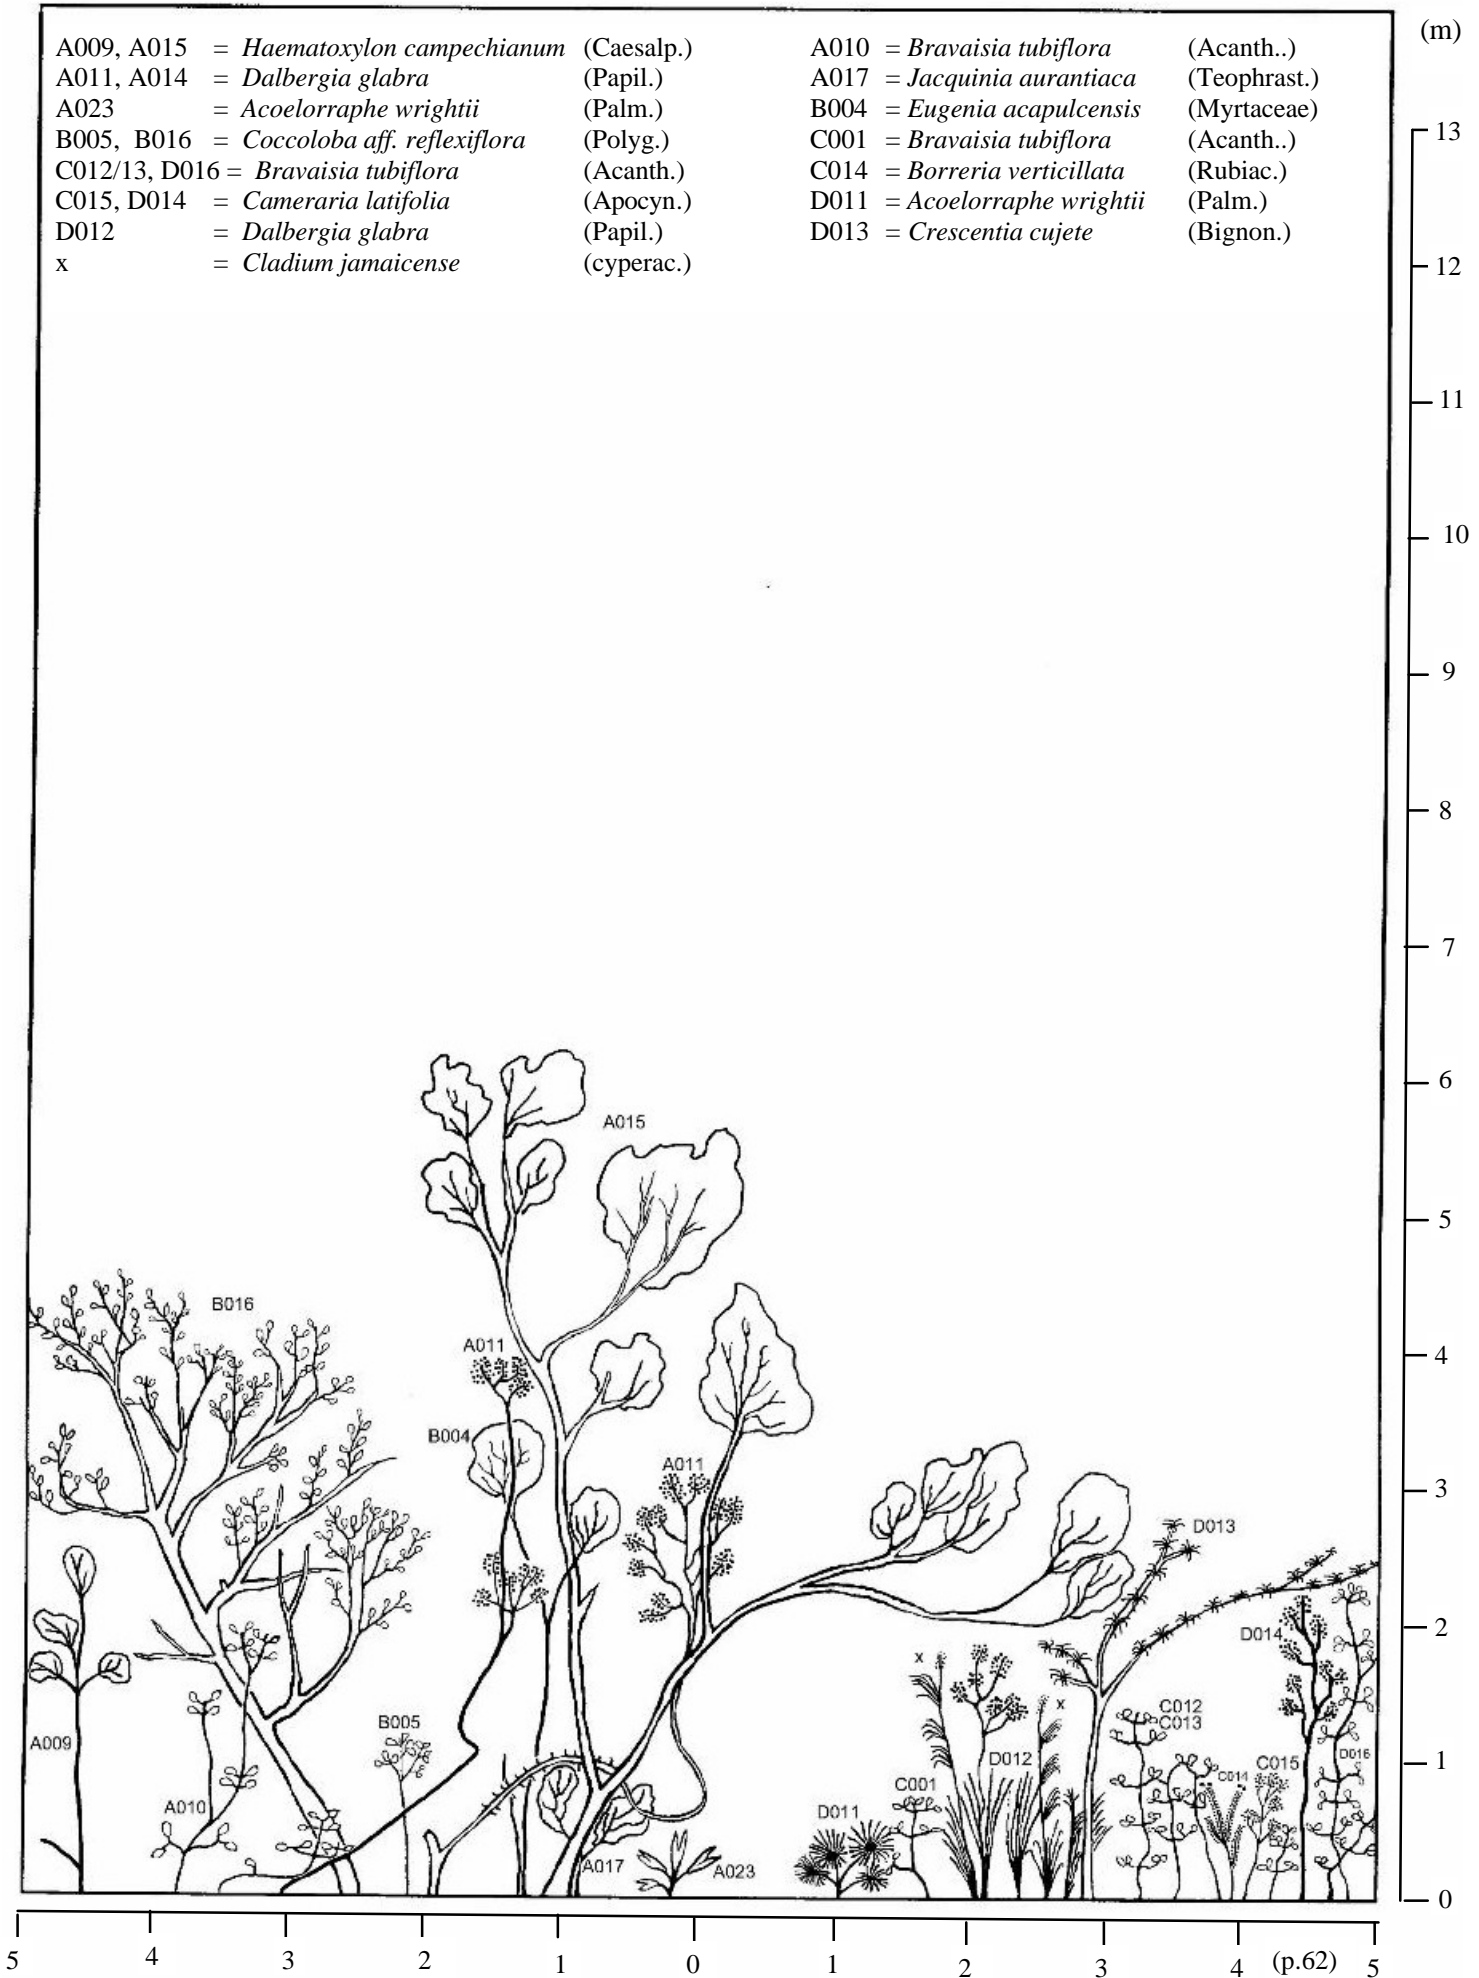 (m)
A009, A015 = Haematoxylon campechianum (Caesalp.) A010 = Bravaisia tubiflora (Acanth..)
A011, A014 = Dalbergia glabra (Papil.) A017 = Jacquinia aurantiaca (Teophrast.)
A023 = Acoelorraphe wrightii (Palm.) B004 = Eugenia acapulcensis (Myrtaceae)
B005, B016 = Coccoloba aff. reflexiflora (Polyg.) C001 = Bravaisia tubiflora (Acanth..)
C012/13, D016 = Bravaisia tubiflora (Acanth.) C014 = Borreria verticillata (Rubiac.)
C015, D014 = Cameraria latifolia (Apocyn.) D011 = Acoelorraphe wrightii (Palm.)
D012 = Dalbergia glabra (Papil.) D013 = Crescentia cujete (Bignon.)
x = Cladium jamaicense (cyperac.)
13
12
11
10
9
8
7
6
A015
5
B016
A011
4
B004
A011
3
D013
2
D014
x
x
C012
C013
B005
A009
D012
D016
1
C015
C014
C001
A010
D011
A017
A023
0
5 4 3 2 1 0 1 2 3 4 (p.62) 5